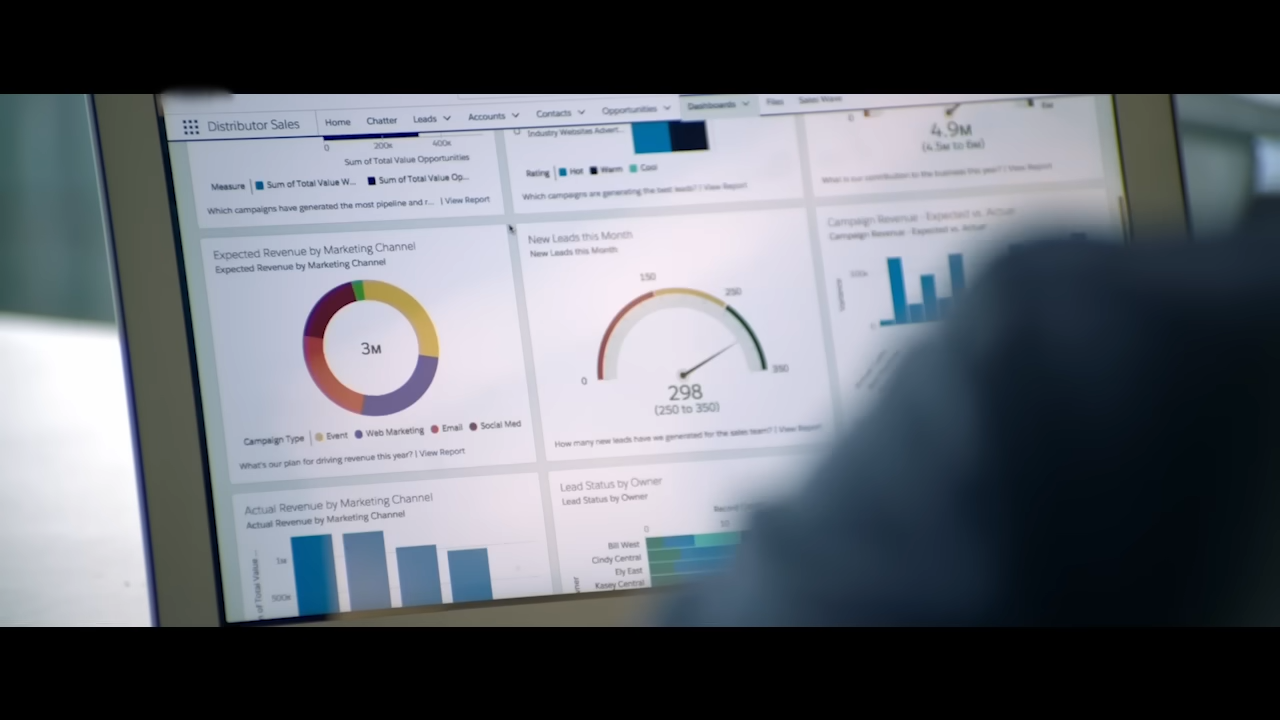 Distributor Sales Home Chatter Leads Accounts Contacts Opportunities Dashboards Files Sales Wave
0 200K 400K
Sum of Total Value Opportunities
Measure Sum of Total Value W... Sum of Total Value Op...
Which campaigns have generated the most pipeline and r... | View Report
Industry Websites Advert...
Rating Hot Warm Cool
Which campaigns are generating the best leads? | View Report
4.9M
(4.5M to 6M)
What is our contribution to the business this year? | View Report
Expected Revenue by Marketing Channel
Expected Revenue by Marketing Channel
3M
Campaign Type Event Web Marketing Email Social Med
What's our plan for driving revenue this year? | View Report
New Leads this Month
New Leads this Month
0 150 250 350
298
(250 to 350)
How many new leads have we generated for the sales team? | View Report
Campaign Revenue - Expected vs. Actual
Campaign Revenue - Expected vs. Actual
0
Actual Revenue by Marketing Channel
Actual Revenue by Marketing Channel
of Total Value ...
1M
500K
Lead Status by Owner
Lead Status by Owner
Record
0 50
Bill West
Cindy Central
Ely East
Kasey Central